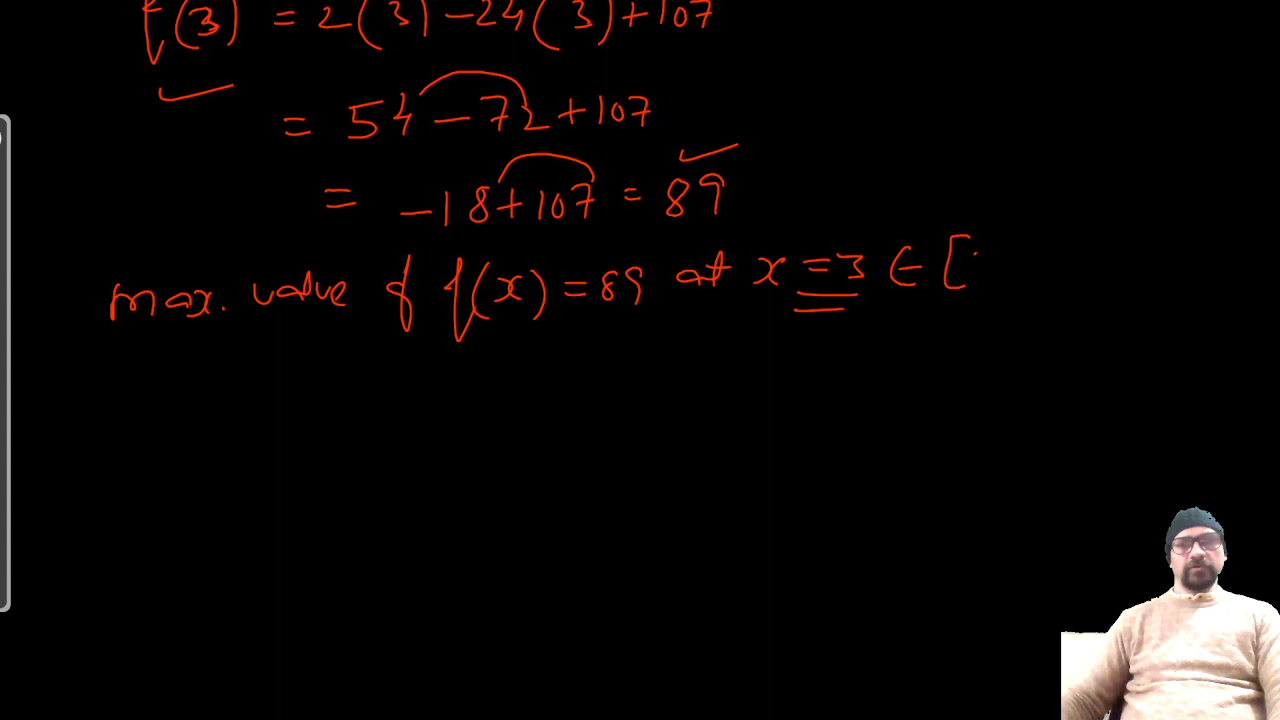 f(3) = 2(3) - 24(3) + 107
= 54 - 72 + 107
= -18 + 107 = 89
max. value of f(x) = 89 at x = 3 ∈ [